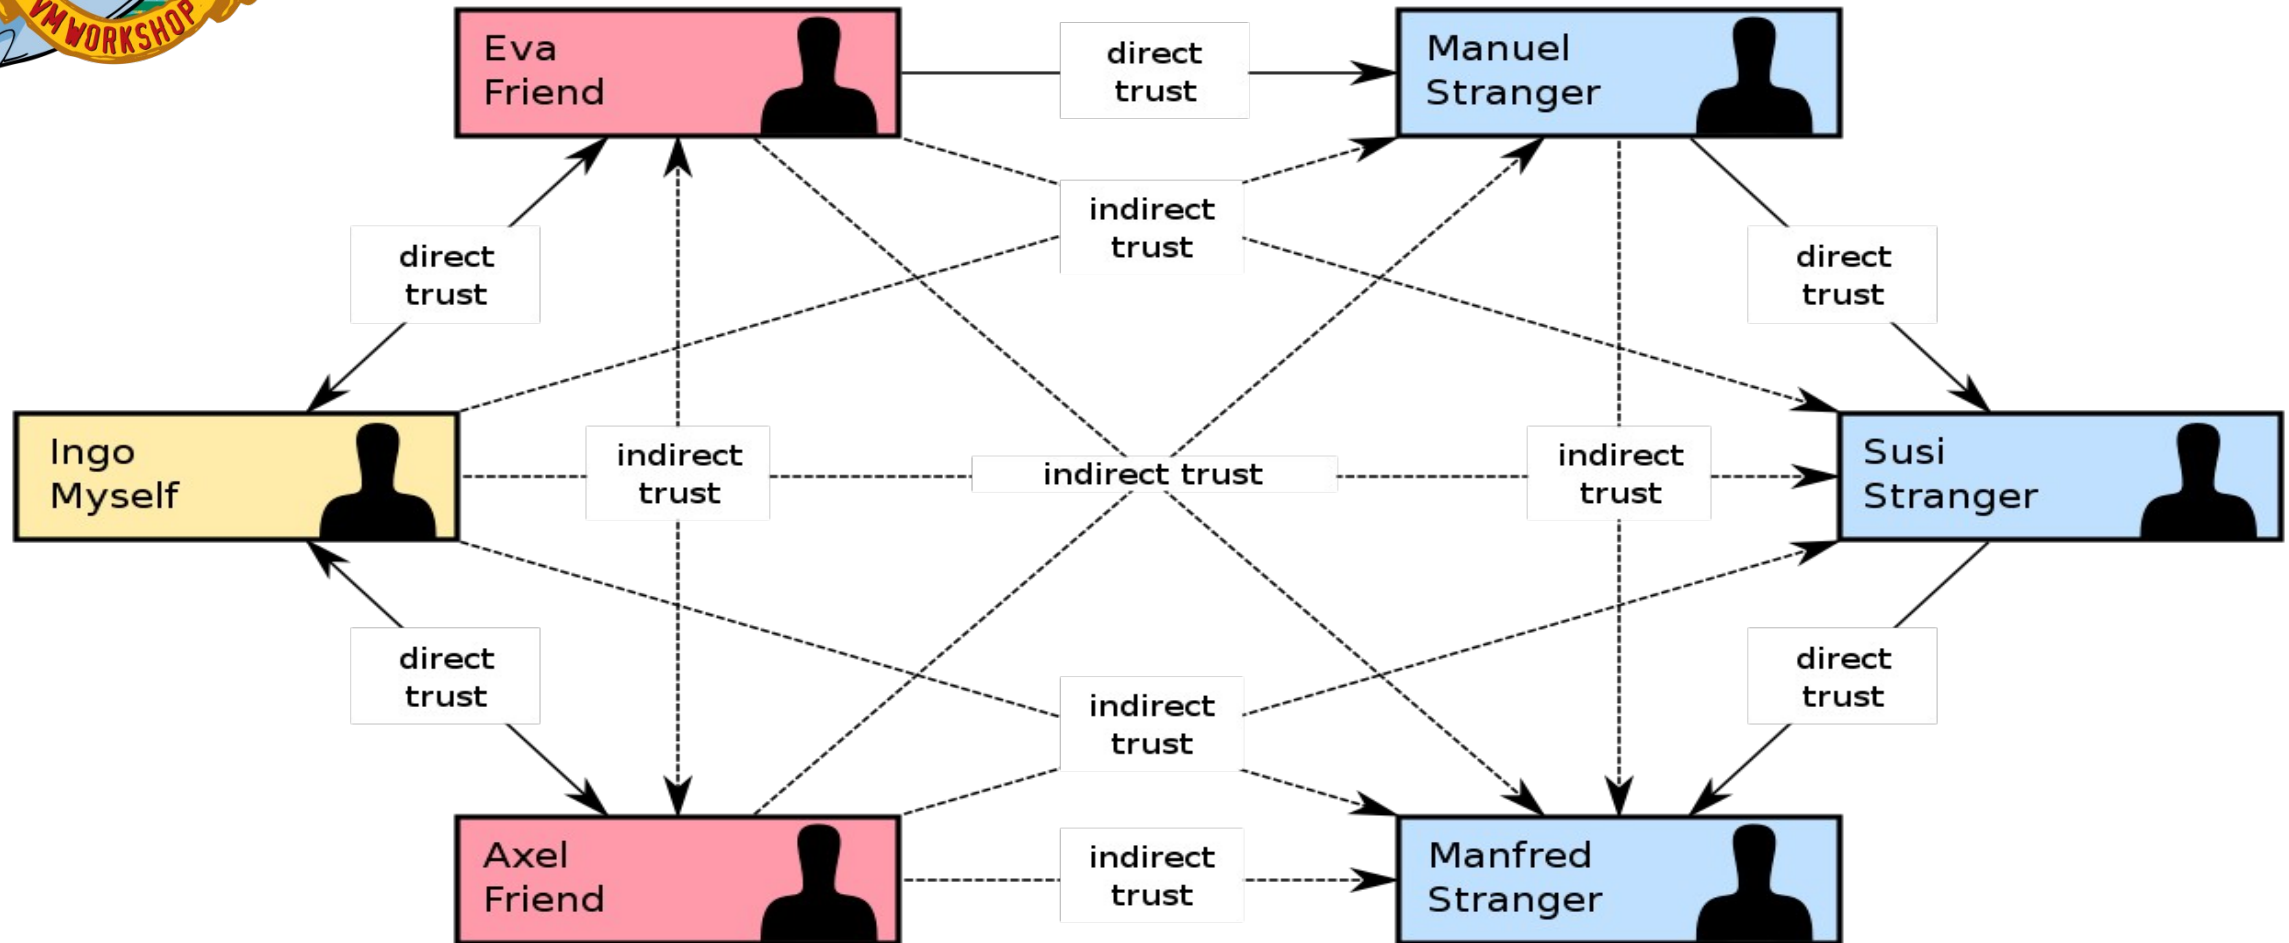 VM WORKSHOP
Eva
Friend
direct
trust
Manuel
Stranger
indirect
trust
direct
trust
direct
trust
Ingo
Myself
indirect
trust
indirect trust
indirect
trust
Susi
Stranger
direct
trust
indirect
trust
direct
trust
Axel
Friend
indirect
trust
Manfred
Stranger